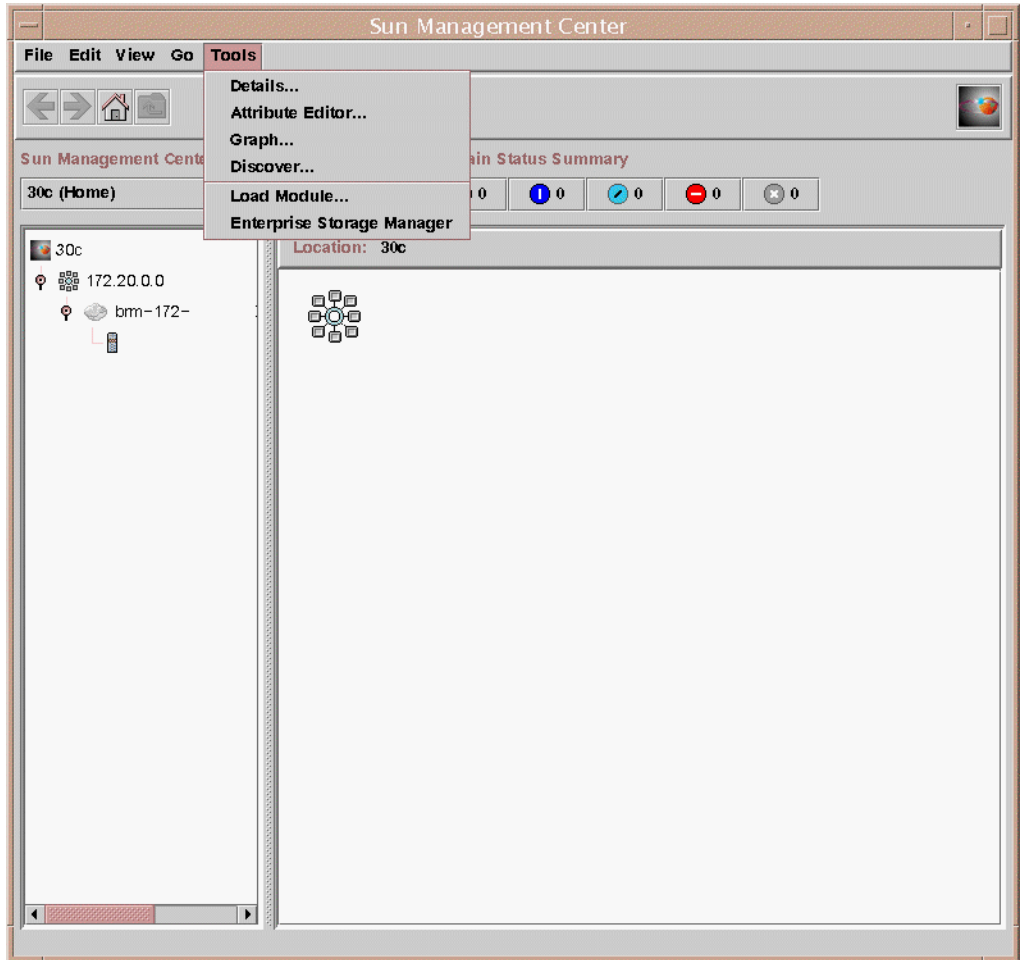 Sun Management Center
File Edit View Go Tools
Details...
Attribute Editor...
Graph...
Discover...
Load Module...
Enterprise Storage Manager
Sun Management Status Summary
30c (Home) 0 0 0 0 0
Location: 30c
30c
172.20.0.0
brm-172-